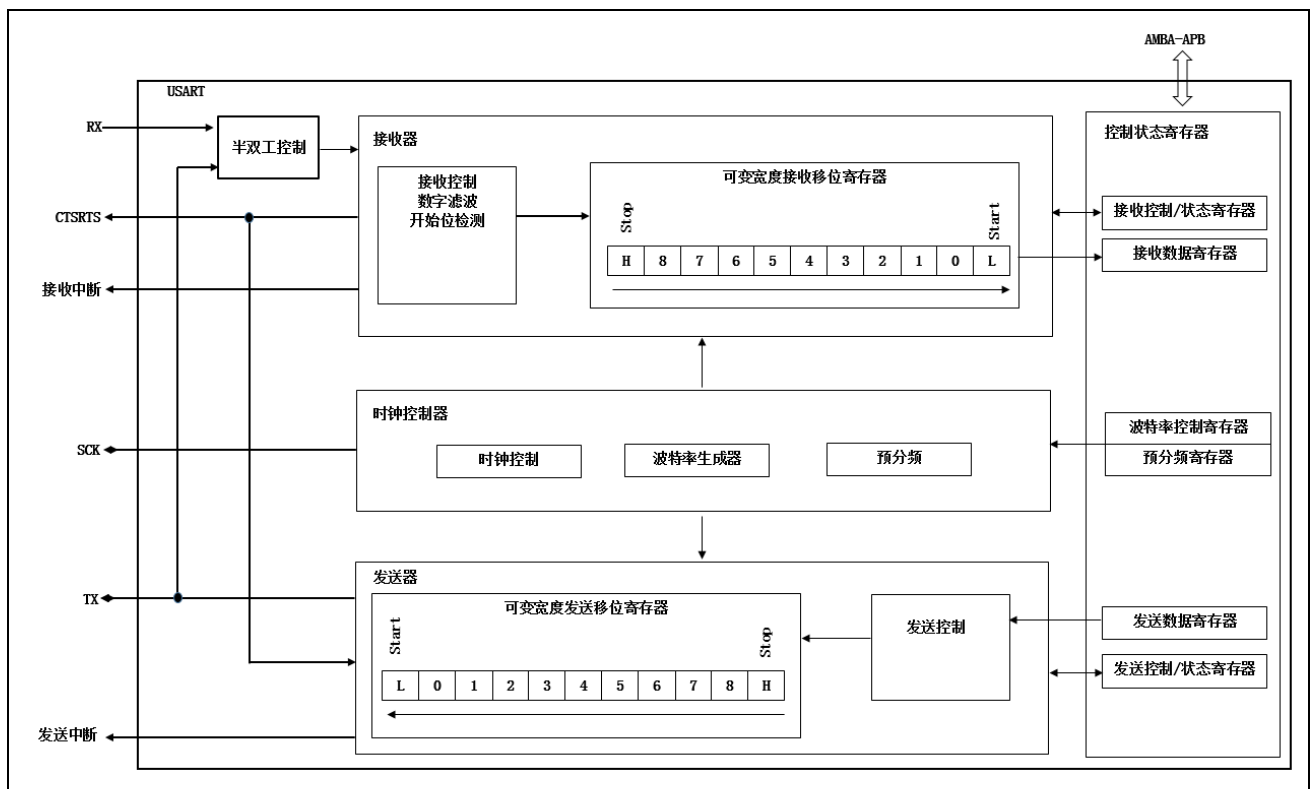 AMBA-APB
USART
RX
半双工控制
接收器
控制状态寄存器
接收控制
数字滤波
开始位检测
可变宽度接收移位寄存器
Stop
Start
H 8 7 6 5 4 3 2 1 0 L
CTSRTS
接收控制/状态寄存器
接收数据寄存器
接收中断
时钟控制器
SCK
时钟控制
波特率生成器
预分频
波特率控制寄存器
预分频寄存器
发送器
TX
可变宽度发送移位寄存器
Start
Stop
L 0 1 2 3 4 5 6 7 8 H
发送控制
发送数据寄存器
发送控制/状态寄存器
发送中断